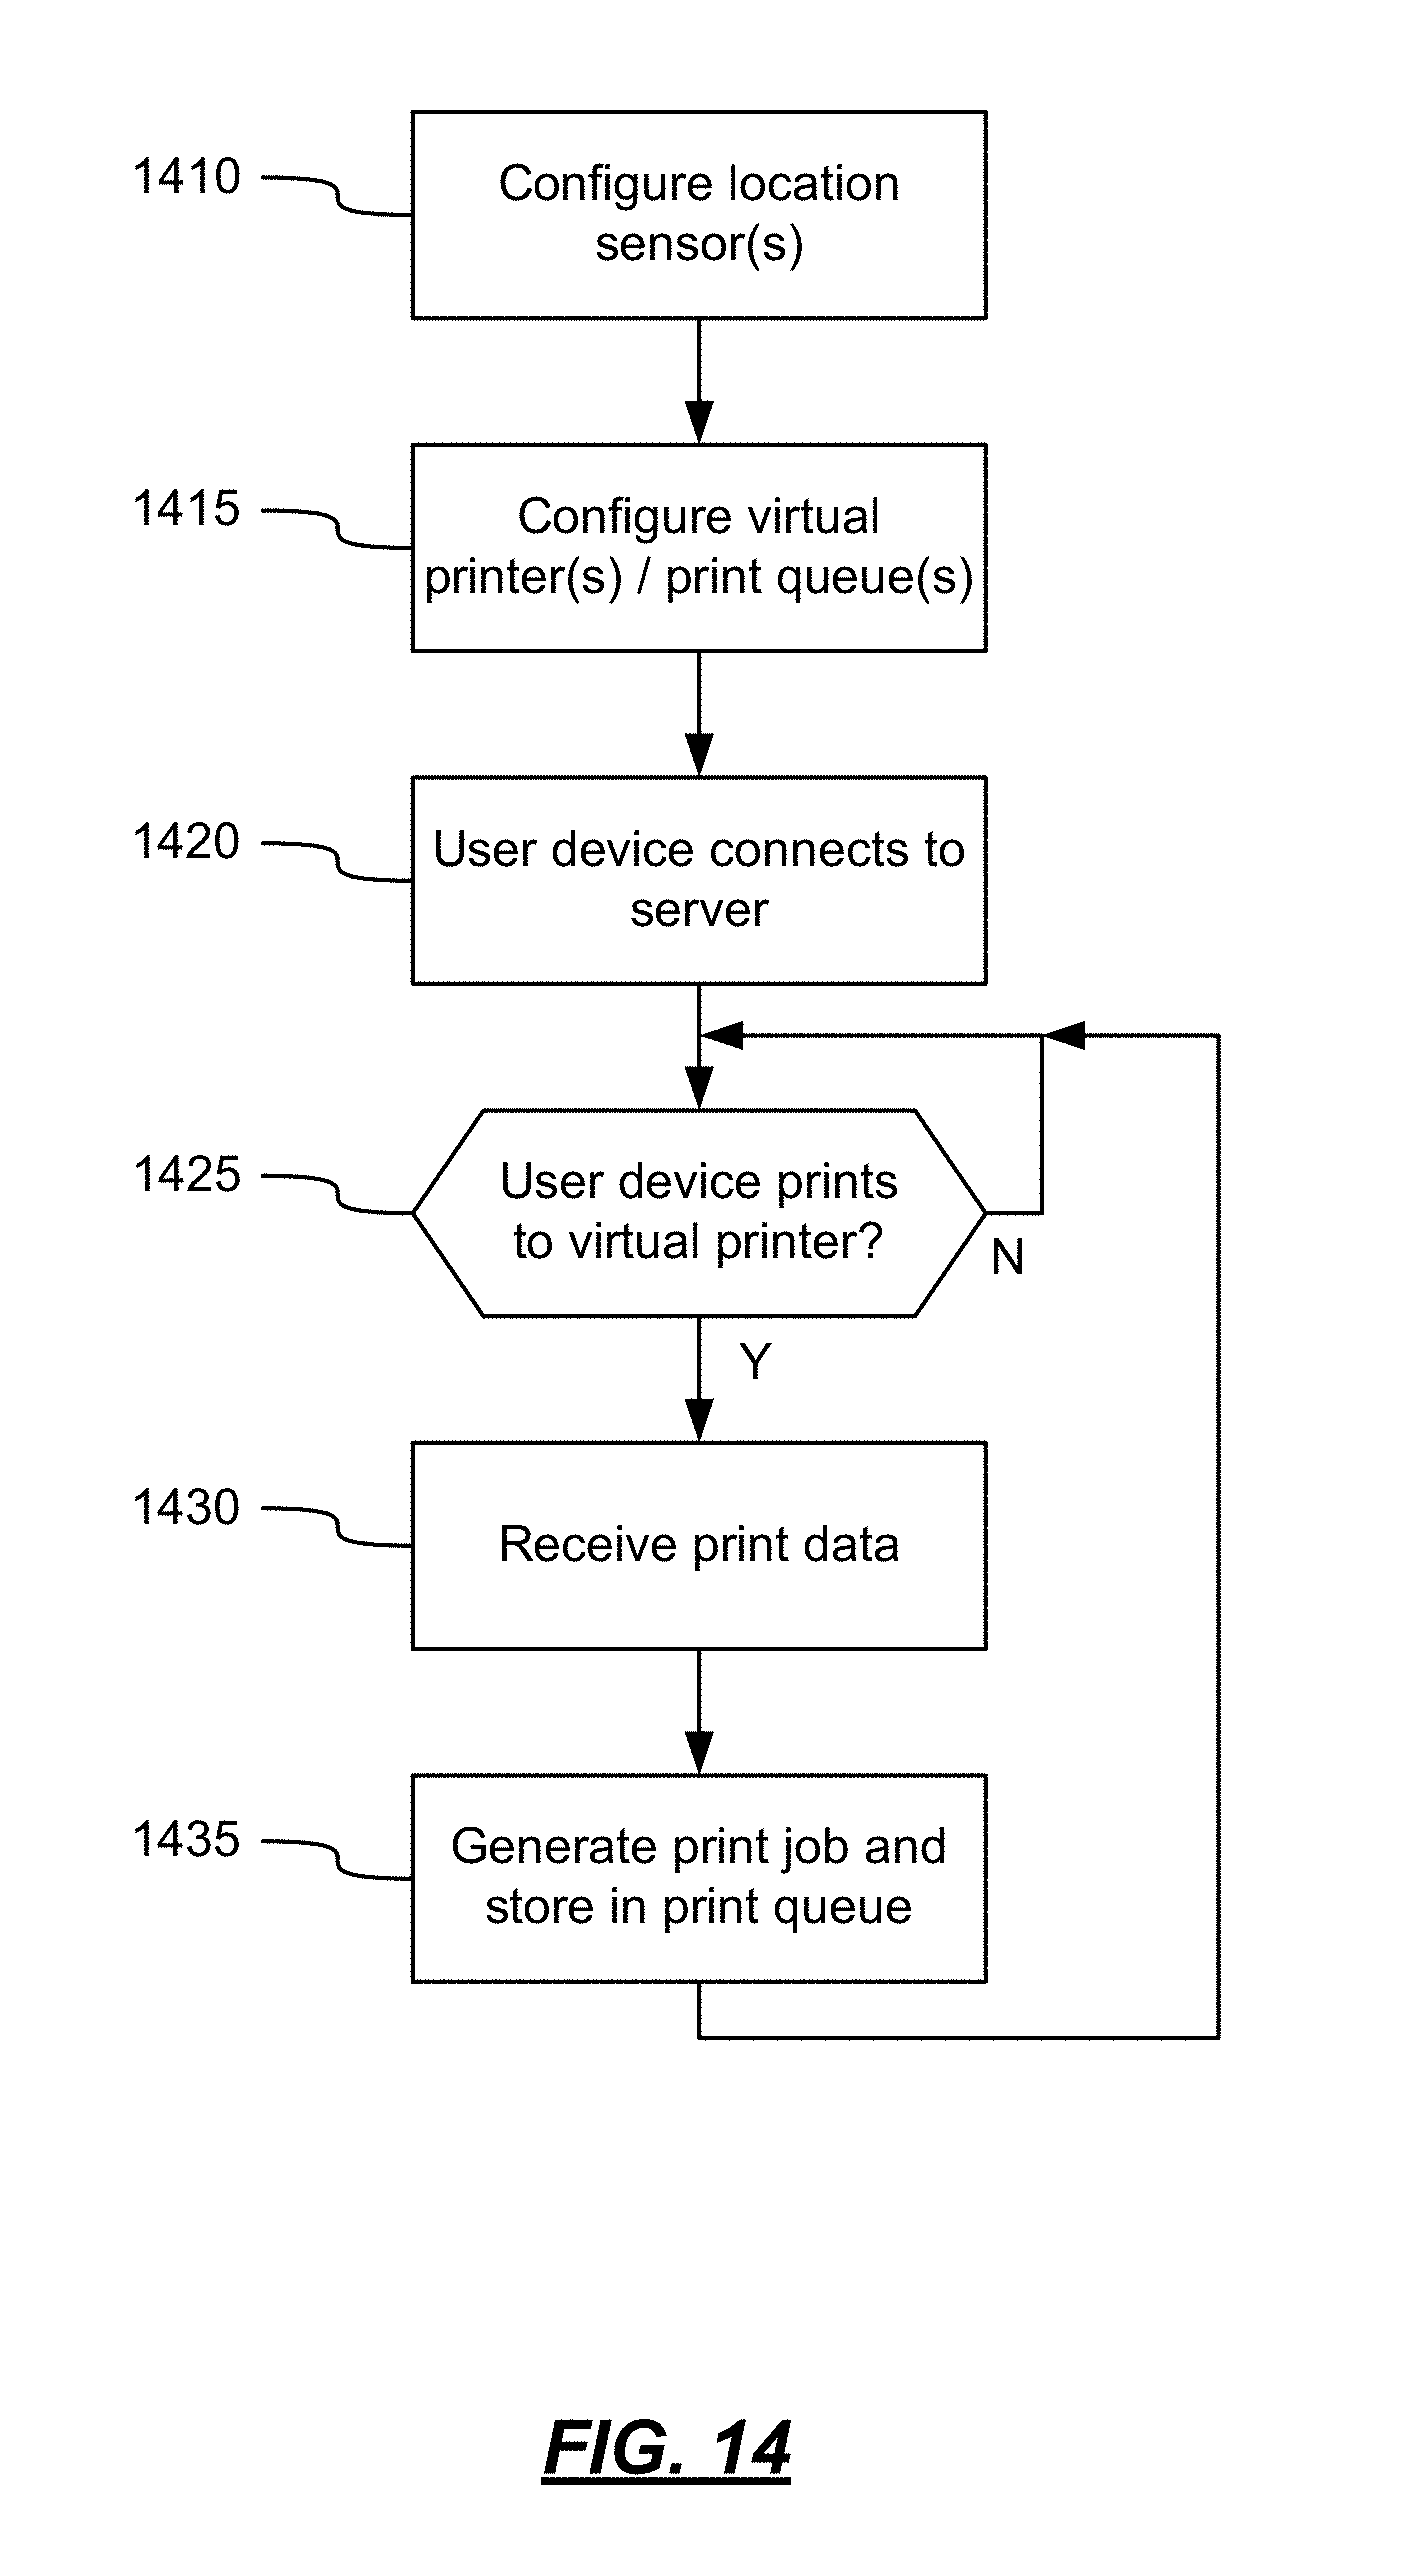 1410
Configure location
sensor(s)
1415
Configure virtual
printer(s) / print queue(s)
1420
User device connects to
server
1425
User device prints
to virtual printer?
N
Y
1430
Receive print data
1435
Generate print job and
store in print queue
FIG. 14